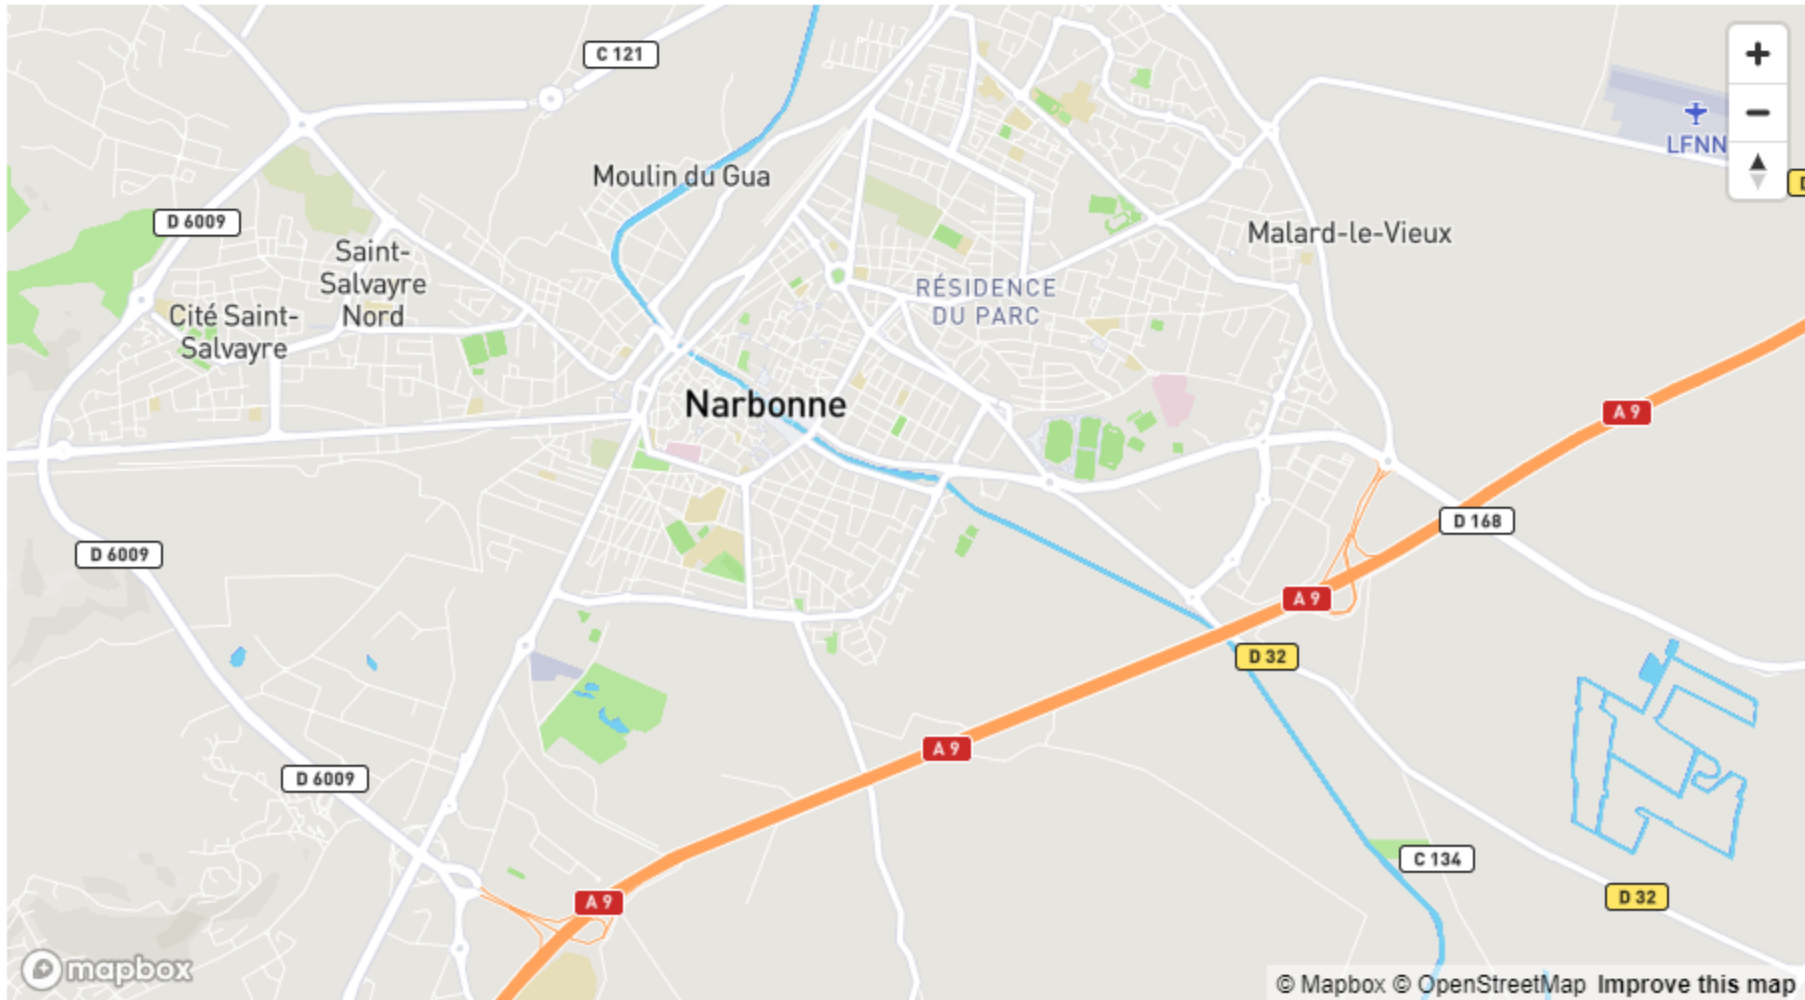 C 121
LFNN
D
Moulin du Gua
D 6009
Malard-le-Vieux
Saint-
Salvayre
Nord
Cité Saint-
Salvayre
RÉSIDENCE
DU PARC
Narbonne
A 9
D 168
D 6009
A 9
D 32
A 9
D 6009
C 134
D 32
A 9
mapbox
© Mapbox © OpenStreetMap Improve this map